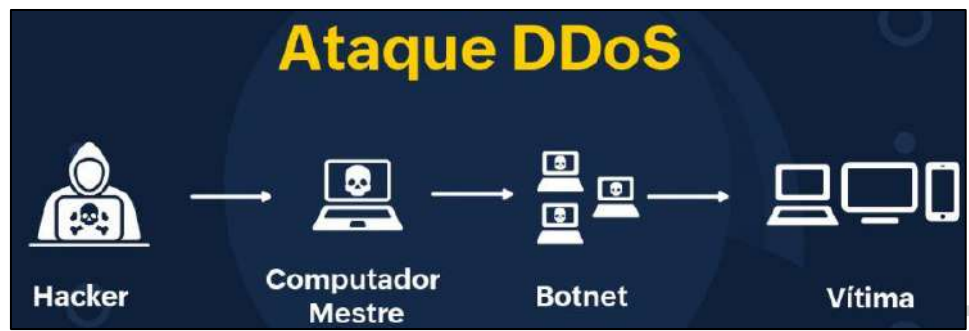 Ataque DDoS
Hacker
Computador
Mestre
Botnet
Vítima